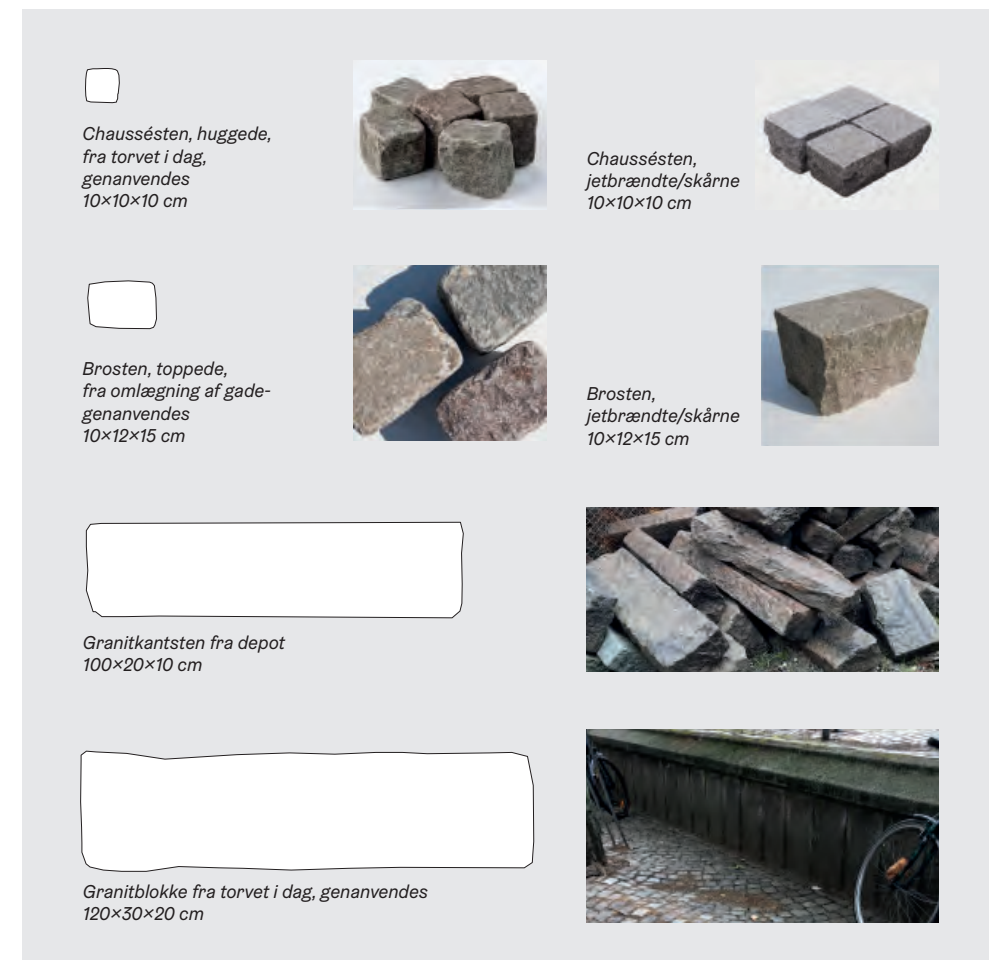 Chaussésten, huggede,
fra torvet i dag,
genanvendes
10×10×10 cm
Chaussésten,
jetbrændte/skårne
10×10×10 cm
Brosten, toppede,
fra omlægning af gade-
genanvendes
10×12×15 cm
Brosten,
jetbrændte/skårne
10×12×15 cm
Granitkantsten fra depot
100×20×10 cm
Granitblokke fra torvet i dag, genanvendes
120×30×20 cm